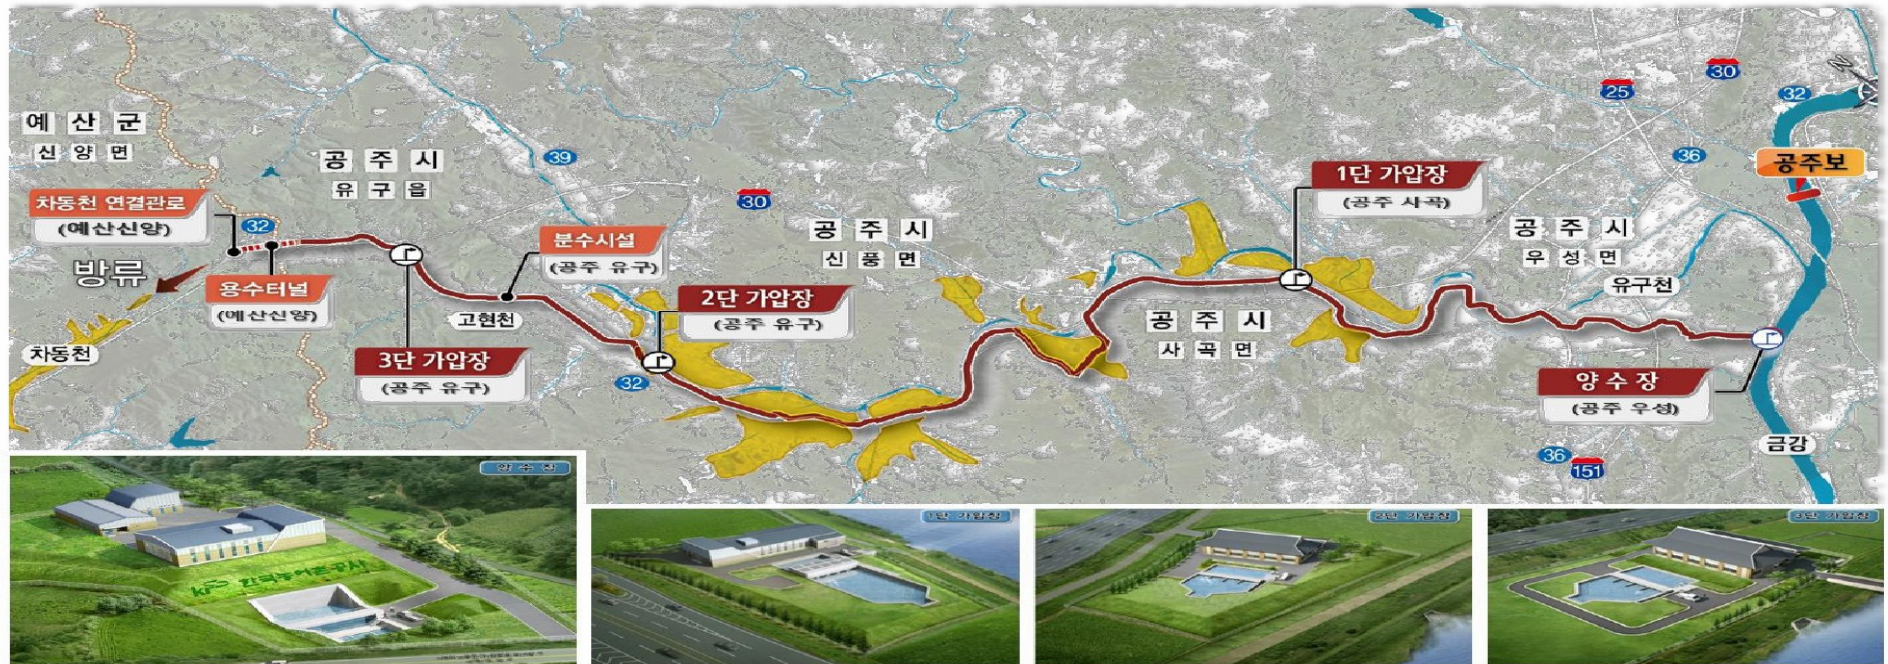 예 산 군
신 양 면
공 주 시
유 구 읍
39
30
25
30
32
36
공주보
1단 가압장
(공주 사곡)
차동천 연결관로
(예산신양)
32
방류
용수터널
(예산신양)
분수시설
(공주 유구)
공 주 시
신 풍 면
공 주 시
우 성 면
유구천
2단 가압장
(공주 유구)
고현천
공 주 시
사 곡 면
차동천
3단 가압장
(공주 유구)
32
양 수 장
(공주 우성)
금강
36
151
N
양 수 장
한국농어촌공사
1단 가압장
2단 가압장
3단 가압장